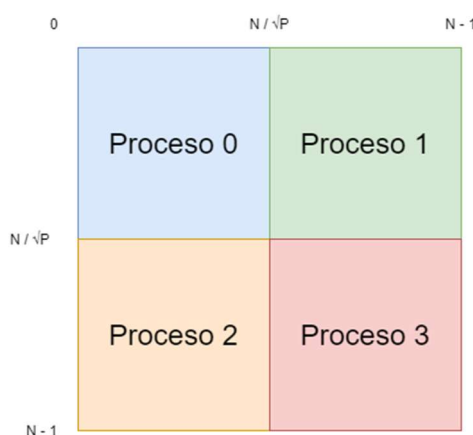 0 N / √P N - 1
Proceso 0 Proceso 1
N / √P
Proceso 2 Proceso 3
N - 1